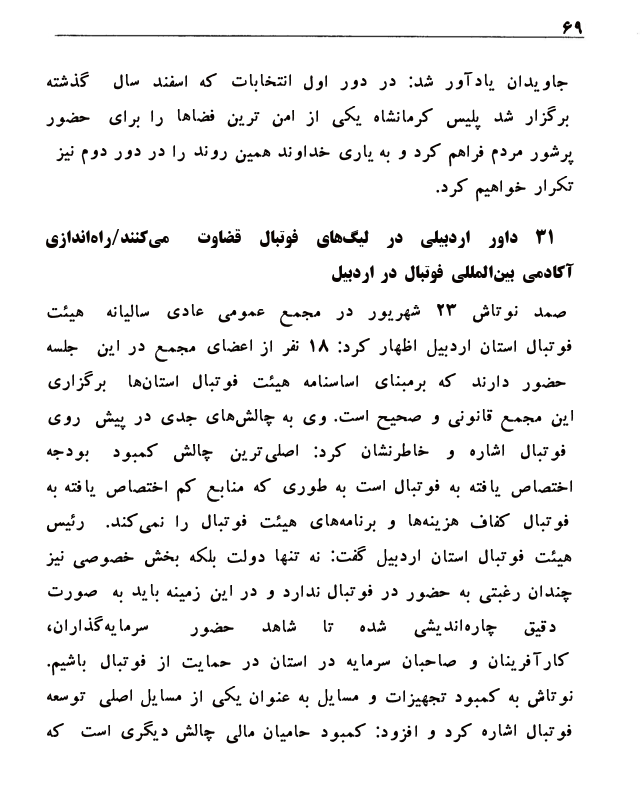 ۶۹
جاویدان یادآور شد: در دور اول انتخابات که اسفند سال گذشته
برگزار شد پلیس کرمانشاه یکی از امن ترین فضاها را برای حضور
پرشور مردم فراهم کرد و به یاری خداوند همین روند را در دور دوم نیز
تکرار خواهیم کرد.
۳۱ داور اردبیلی در لیگ‌های فوتبال قضاوت می‌کنند/راه‌اندازی
آکادمی بین‌المللی فوتبال در اردبیل
صمد نوتاش ۲۳ شهریور در مجمع عمومی عادی سالیانه هیئت
فوتبال استان اردبیل اظهار کرد: ۱۸ نفر از اعضای مجمع در این جلسه
حضور دارند که برمبنای اساسنامه هیئت فوتبال استان‌ها برگزاری
این مجمع قانونی و صحیح است. وی به چالش‌های جدی در پیش روی
فوتبال اشاره و خاطرنشان کرد: اصلی‌ترین چالش کمبود بودجه
اختصاص یافته به فوتبال است به طوری که منابع کم اختصاص یافته به
فوتبال کفاف هزینه‌ها و برنامه‌های هیئت فوتبال را نمی‌کند. رئیس
هیئت فوتبال استان اردبیل گفت: نه تنها دولت بلکه بخش خصوصی نیز
چندان رغبتی به حضور در فوتبال ندارد و در این زمینه باید به صورت
دقیق چاره‌اندیشی شده تا شاهد حضور سرمایه‌گذاران،
کارآفرینان و صاحبان سرمایه در استان در حمایت از فوتبال باشیم.
نوتاش به کمبود تجهیزات و مسایل به عنوان یکی از مسایل اصلی توسعه
فوتبال اشاره کرد و افزود: کمبود حامیان مالی چالش دیگری است که